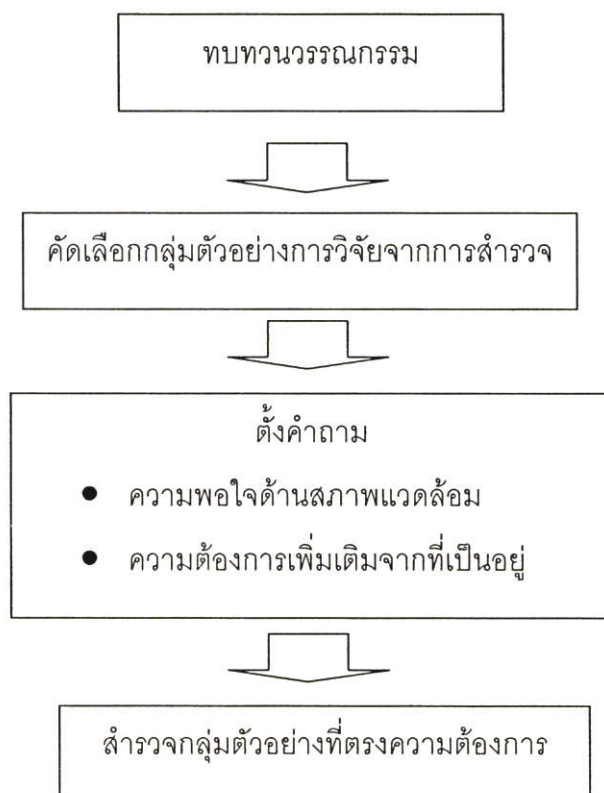 ทบทวนวรรณกรรม
คัดเลือกกลุ่มตัวอย่างการวิจัยจากการสำรวจ
ตั้งคำถาม
● ความพอใจด้านสภาพแวดล้อม
● ความต้องการเพิ่มเติมจากที่เป็นอยู่
สำรวจกลุ่มตัวอย่างที่ตรงความต้องการ